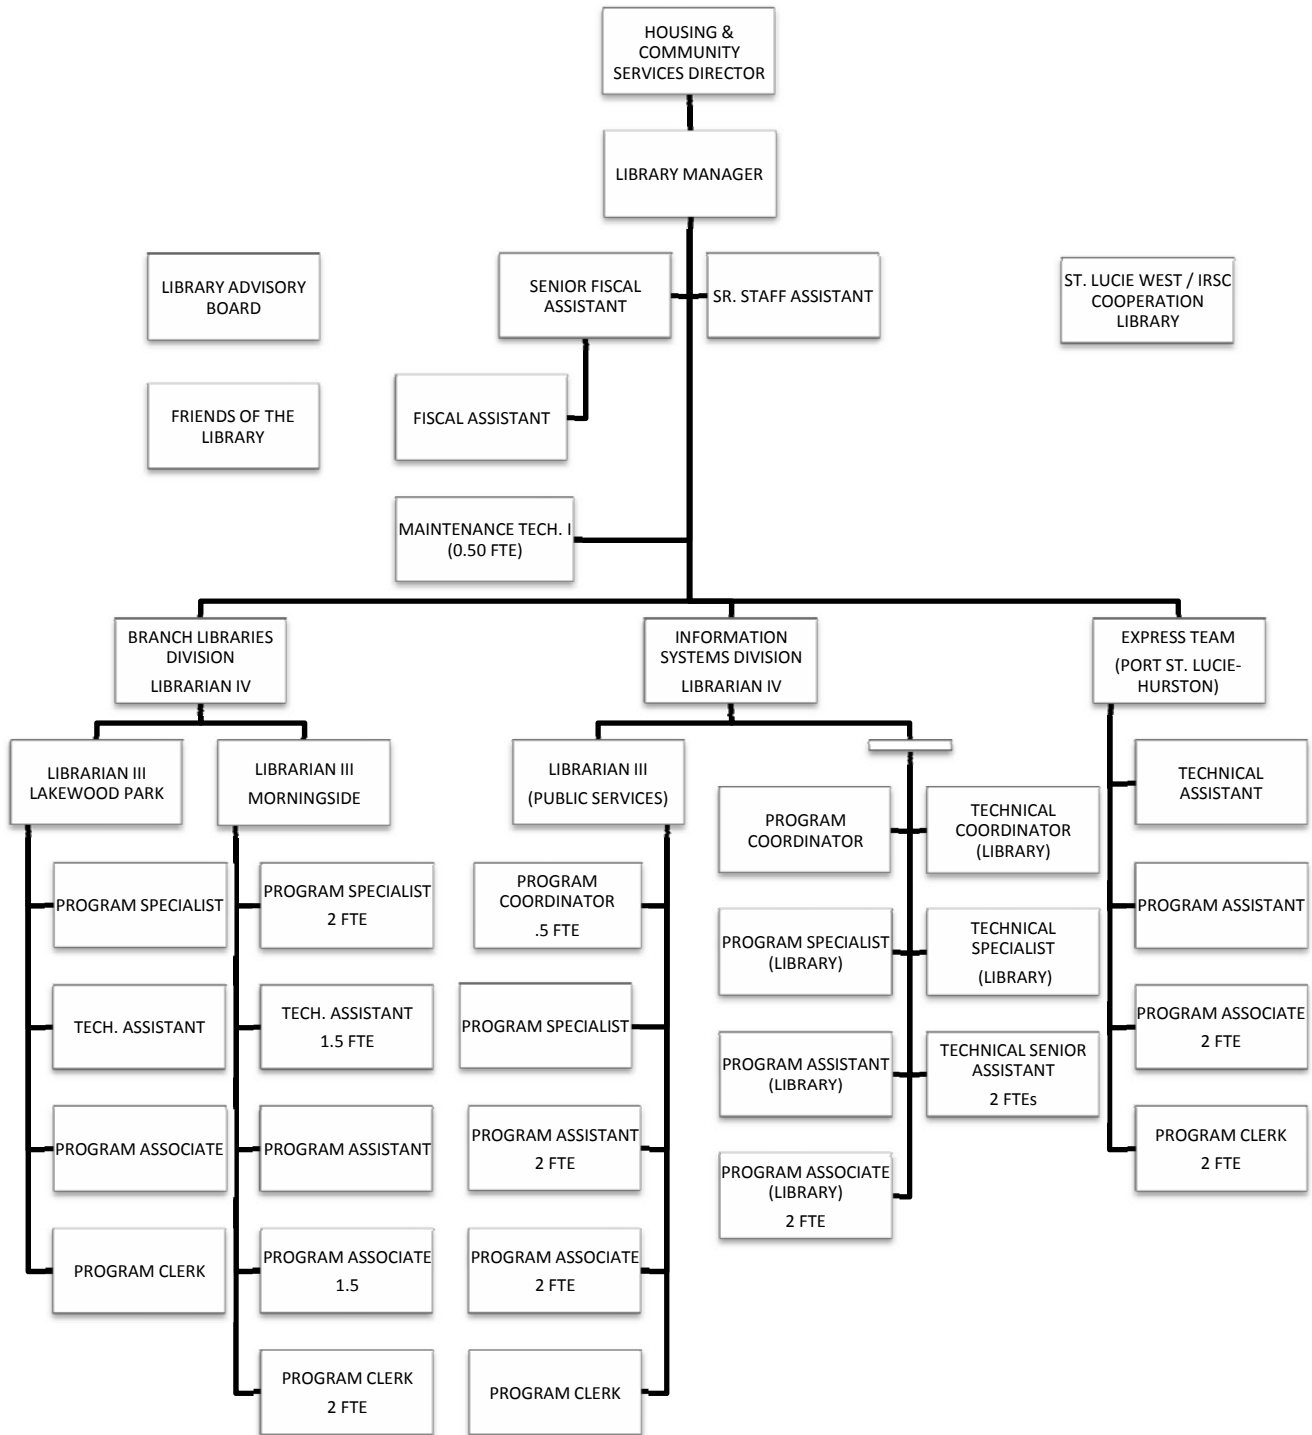 HOUSING &
COMMUNITY
SERVICES DIRECTOR
LIBRARY MANAGER
LIBRARY ADVISORY
BOARD
SENIOR FISCAL
ASSISTANT
SR. STAFF ASSISTANT
ST. LUCIE WEST / IRSC
COOPERATION
LIBRARY
FRIENDS OF THE
LIBRARY
FISCAL ASSISTANT
MAINTENANCE TECH. I
(0.50 FTE)
BRANCH LIBRARIES
DIVISION
LIBRARIAN IV
INFORMATION
SYSTEMS DIVISION
LIBRARIAN IV
EXPRESS TEAM
(PORT ST. LUCIE-
HURSTON)
LIBRARIAN III
LAKEWOOD PARK
PROGRAM SPECIALIST
TECH. ASSISTANT
PROGRAM ASSOCIATE
PROGRAM CLERK
LIBRARIAN III
MORNINGSIDE
PROGRAM SPECIALIST
2 FTE
TECH. ASSISTANT
1.5 FTE
PROGRAM ASSISTANT
PROGRAM ASSOCIATE
1.5
PROGRAM CLERK
2 FTE
LIBRARIAN III
(PUBLIC SERVICES)
PROGRAM
COORDINATOR
.5 FTE
PROGRAM SPECIALIST
PROGRAM ASSISTANT
2 FTE
PROGRAM ASSOCIATE
2 FTE
PROGRAM CLERK
PROGRAM
COORDINATOR
TECHNICAL
COORDINATOR
(LIBRARY)
PROGRAM SPECIALIST
(LIBRARY)
TECHNICAL
SPECIALIST
(LIBRARY)
PROGRAM ASSISTANT
(LIBRARY)
TECHNICAL SENIOR
ASSISTANT
2 FTEs
PROGRAM ASSOCIATE
(LIBRARY)
2 FTE
TECHNICAL
ASSISTANT
PROGRAM ASSISTANT
PROGRAM ASSOCIATE
2 FTE
PROGRAM CLERK
2 FTE